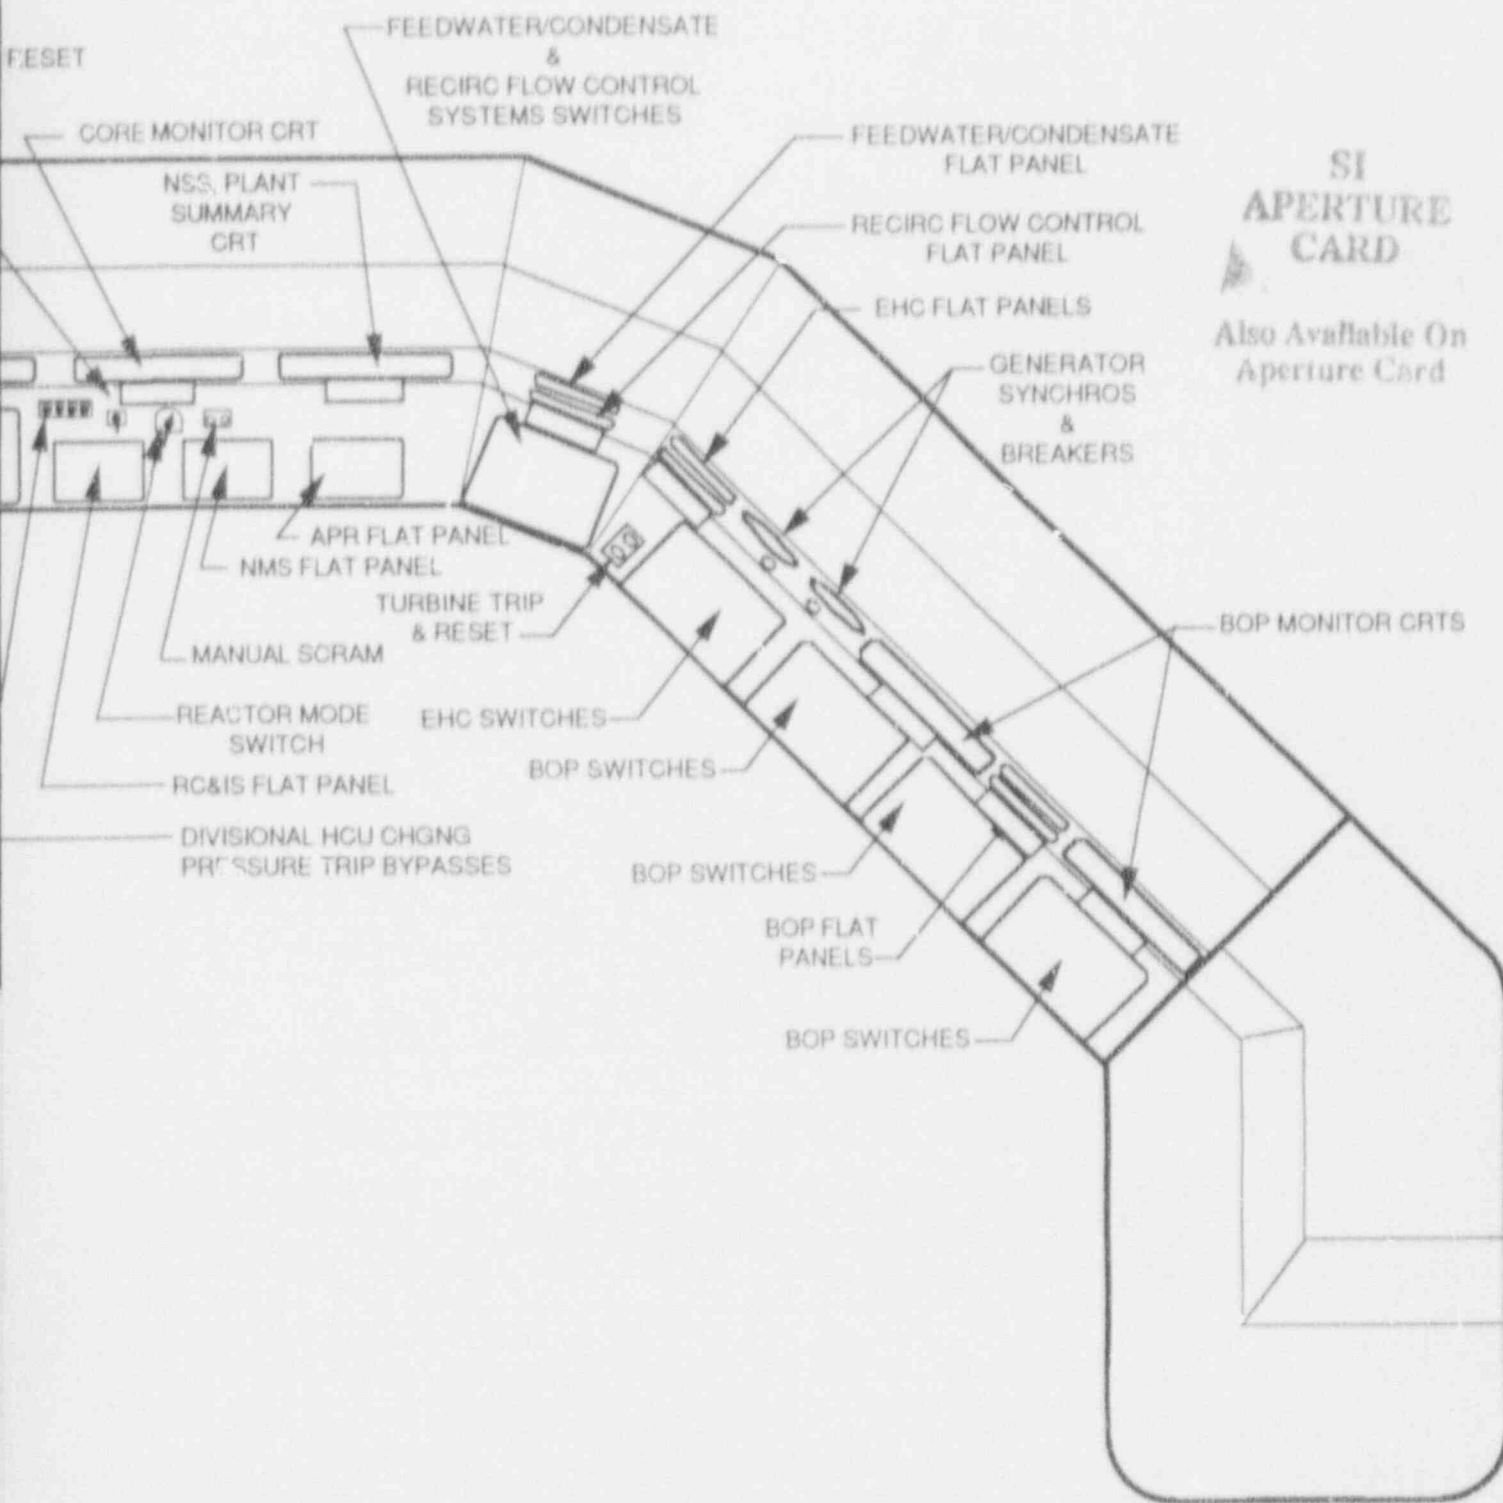 FEEDWATER/CONDENSATE
&
RECIRC FLOW CONTROL
SYSTEMS SWITCHES
RESET
CORE MONITOR CRT
NSS, PLANT
SUMMARY
CRT
FEEDWATER/CONDENSATE
FLAT PANEL
RECIRC FLOW CONTROL
FLAT PANEL
EHC FLAT PANELS
GENERATOR
SYNCHROS
&
BREAKERS
SI
APERTURE
CARD
Also Available On
Aperture Card
APR FLAT PANEL
NMS FLAT PANEL
TURBINE TRIP
& RESET
MANUAL SCRAM
REACTOR MODE
SWITCH
RC&IS FLAT PANEL
DIVISIONAL HCU CHGNG
PRESSURE TRIP BYPASSES
EHC SWITCHES
BOP SWITCHES
BOP SWITCHES
BOP FLAT
PANELS
BOP SWITCHES
BOP MONITOR CRTS